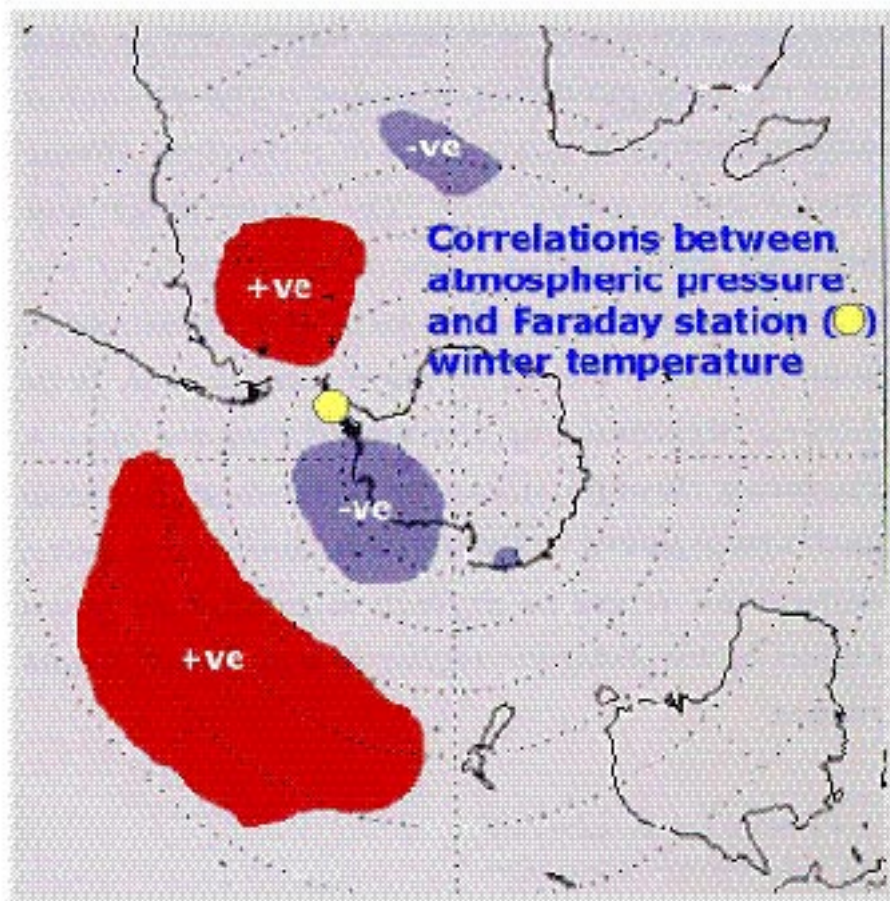 -ve
Correlations between
atmospheric pressure
and Faraday station ( )
winter temperature
+ve
-ve
+ve